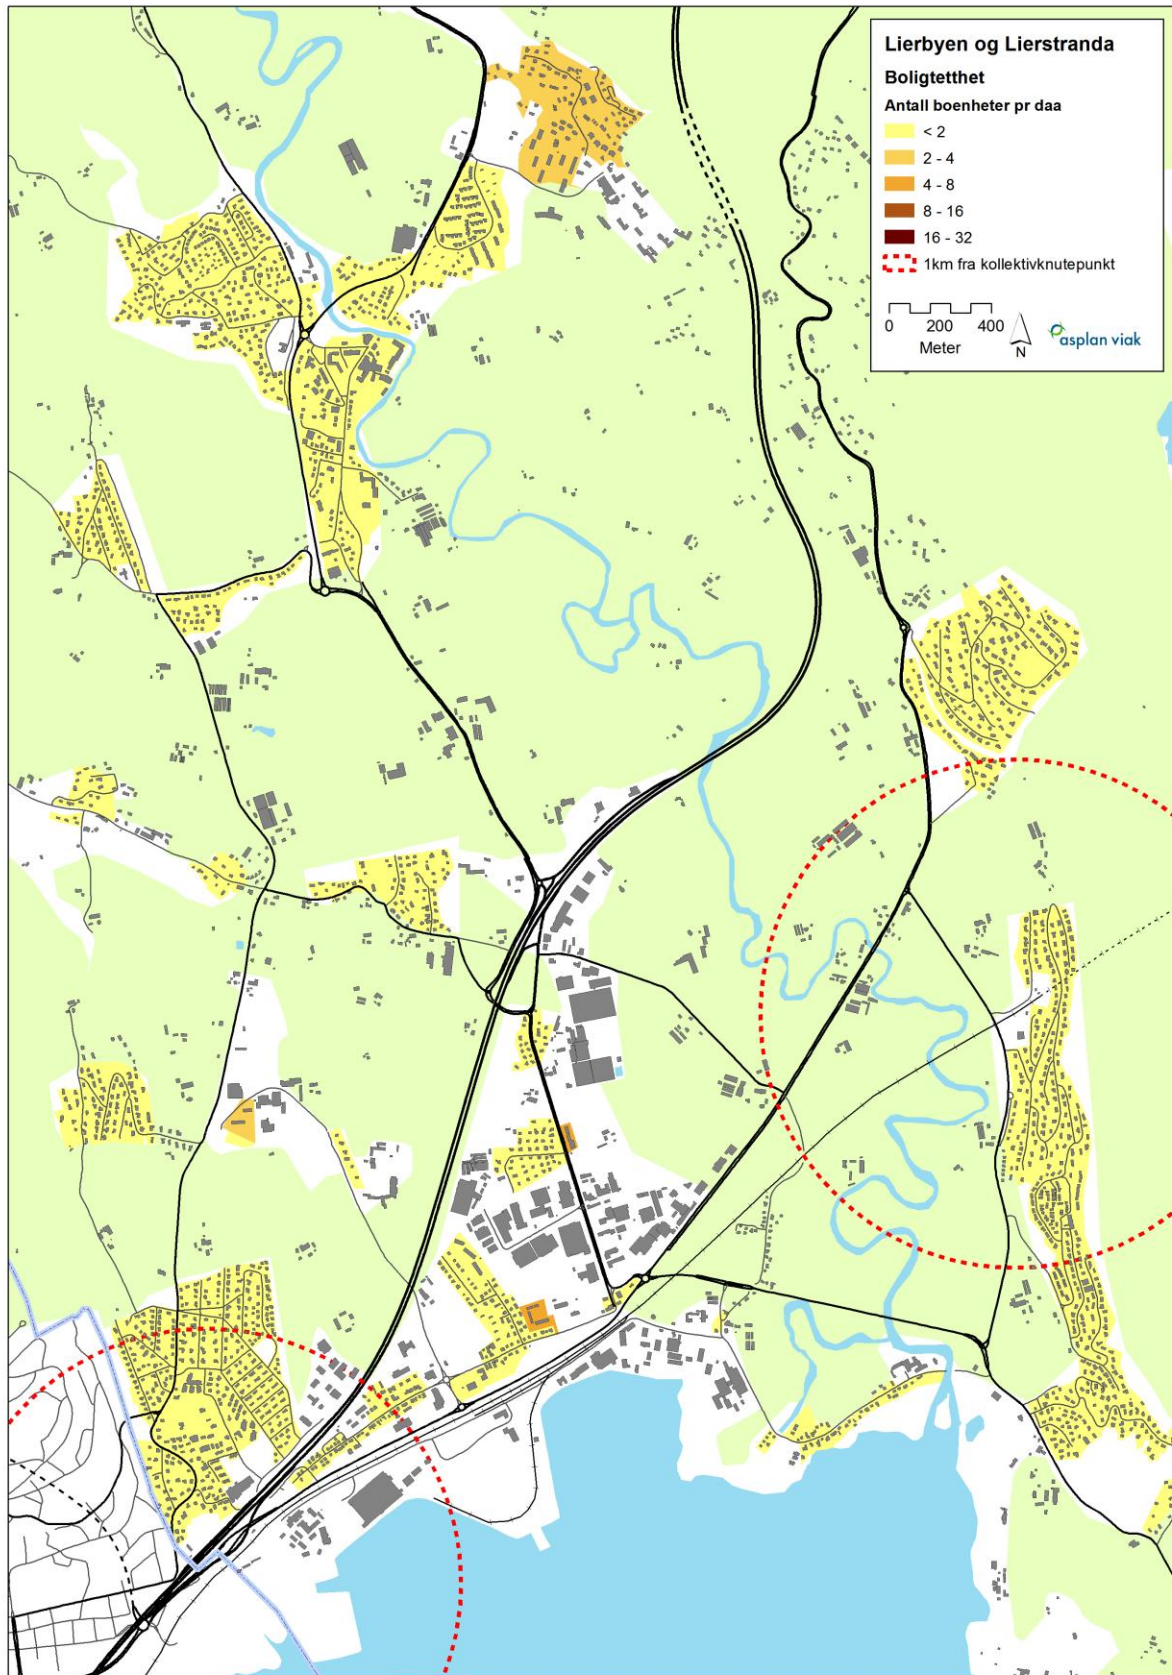 Lierbyen og Lierstranda
Boligtetthet
Antall boenheter pr daa
< 2
2 - 4
4 - 8
8 - 16
16 - 32
1km fra kollektivknutepunkt
0 200 400
Meter
N
asplan viak